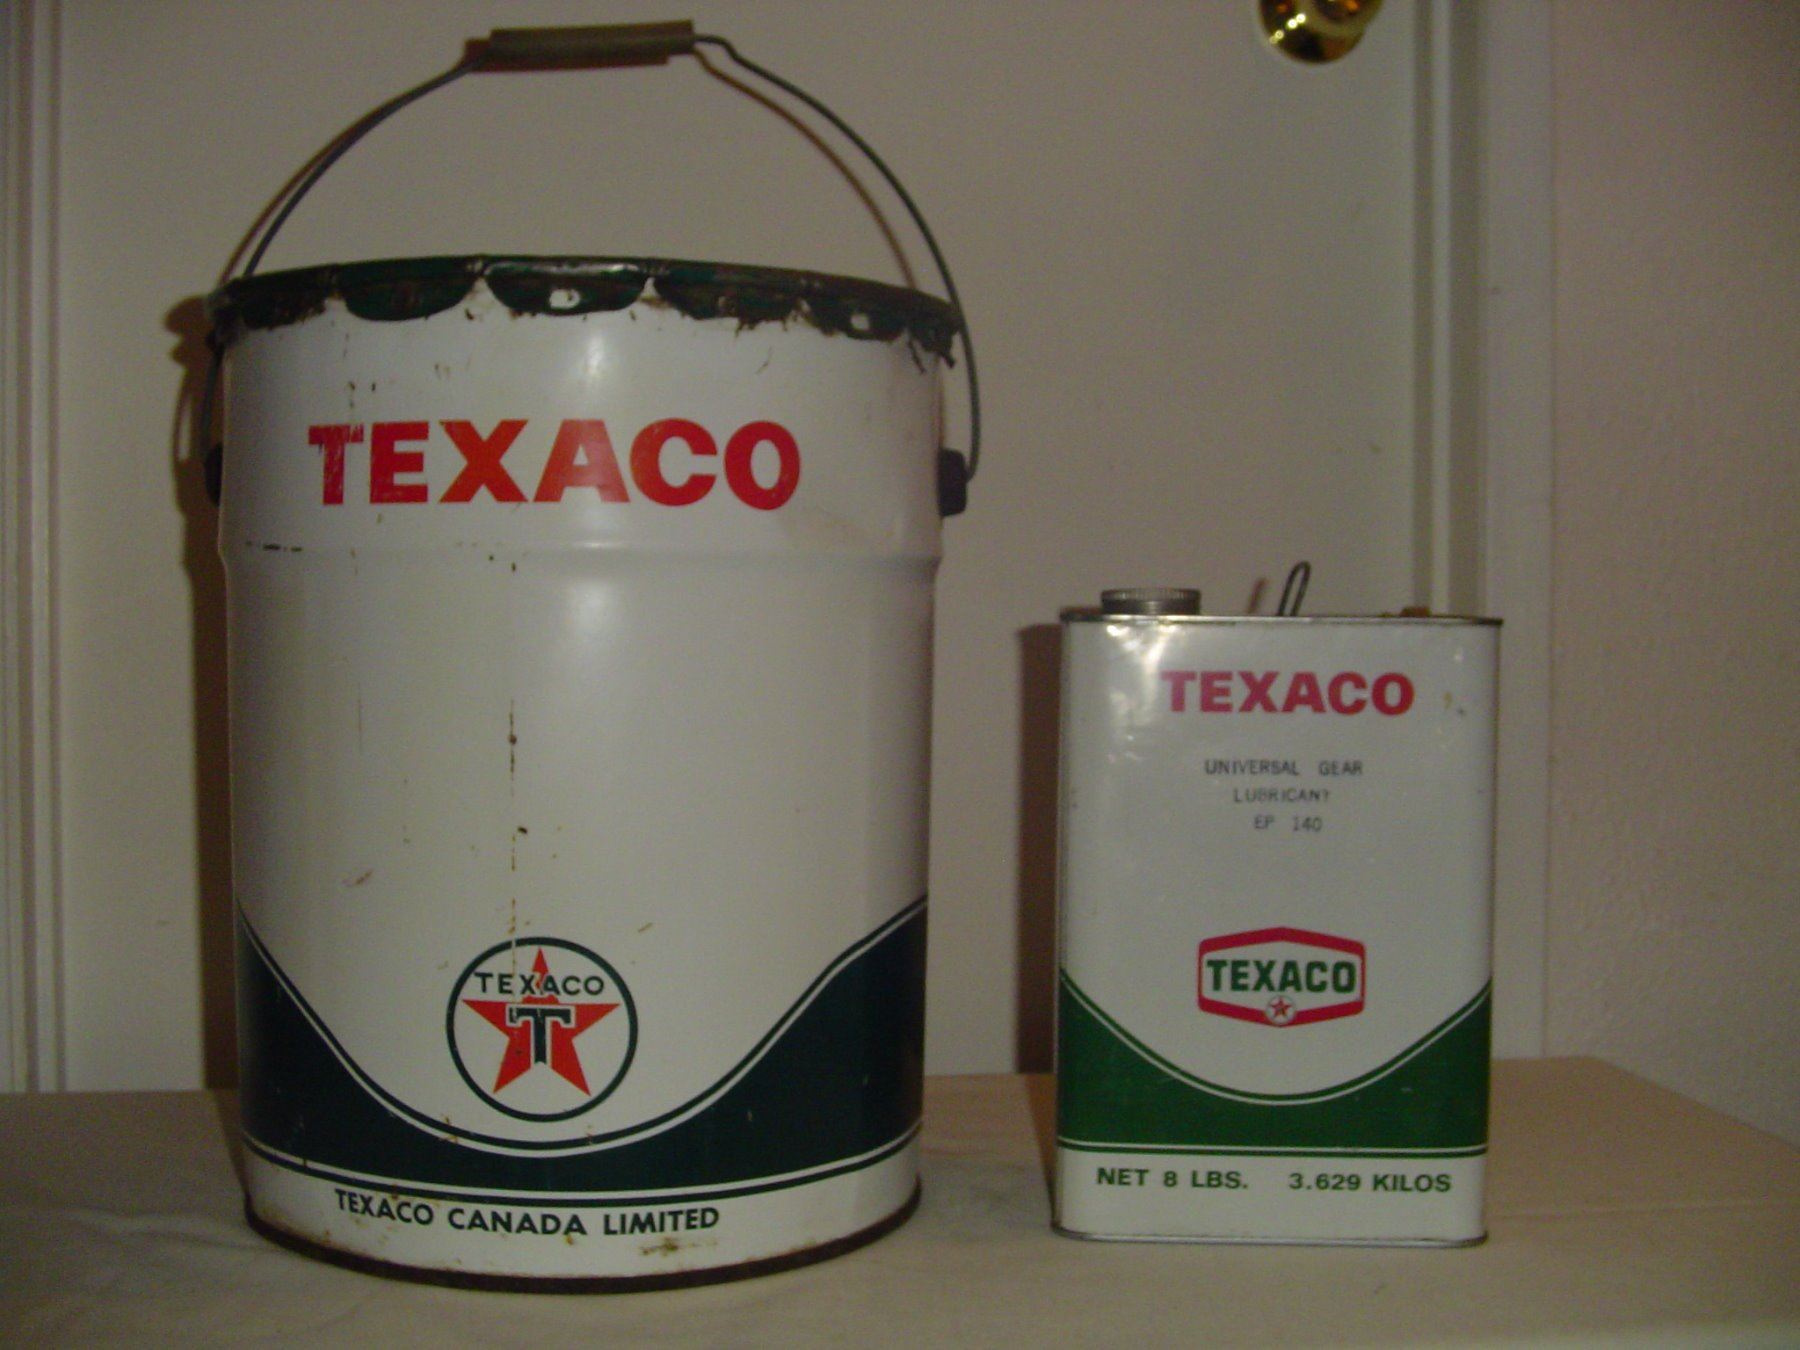 TEXACO
TEXACO
T
TEXACO CANADA LIMITED
TEXACO
UNIVERSAL GEAR
LUBRICANT
EP 140
TEXACO
NET 8 LBS. 3.629 KILOS